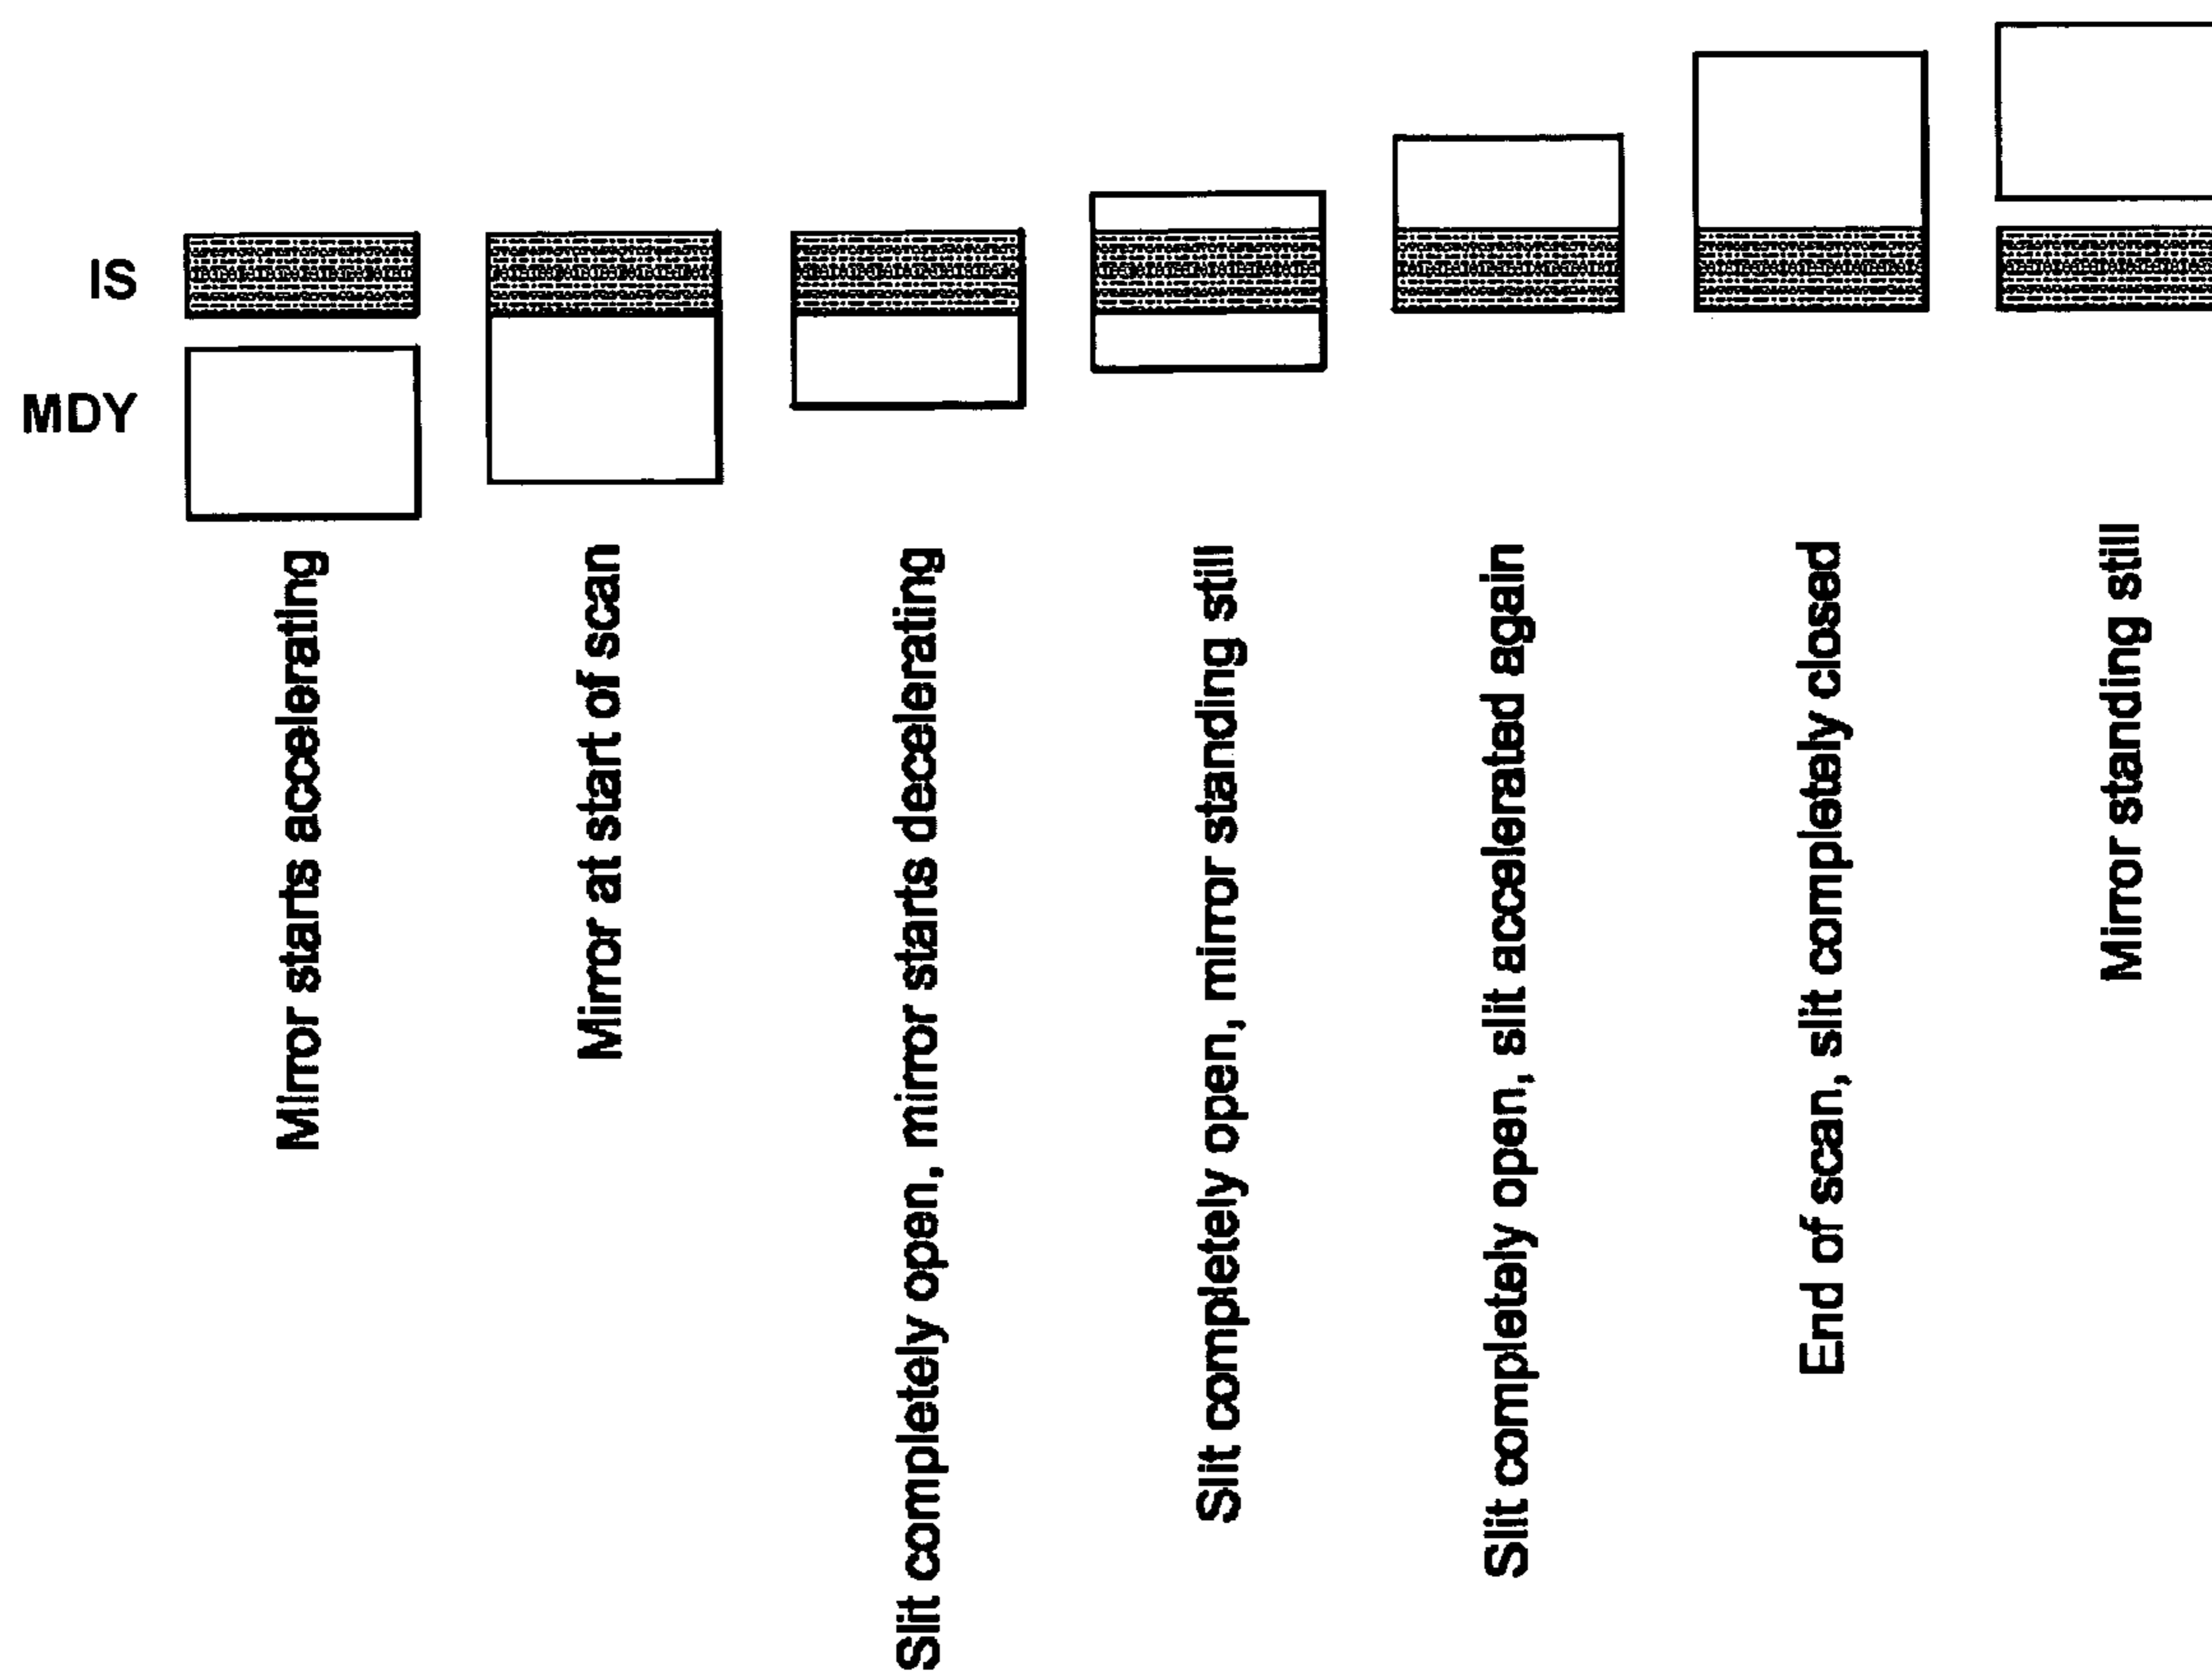 IS
MDY
Mirror starts accelerating
Mirror at start of scan
Slit completely open, mirror starts decelerating
Slit completely open, mirror standing still
Slit completely open, slit accelerated again
End of scan, slit completely closed
Mirror standing still